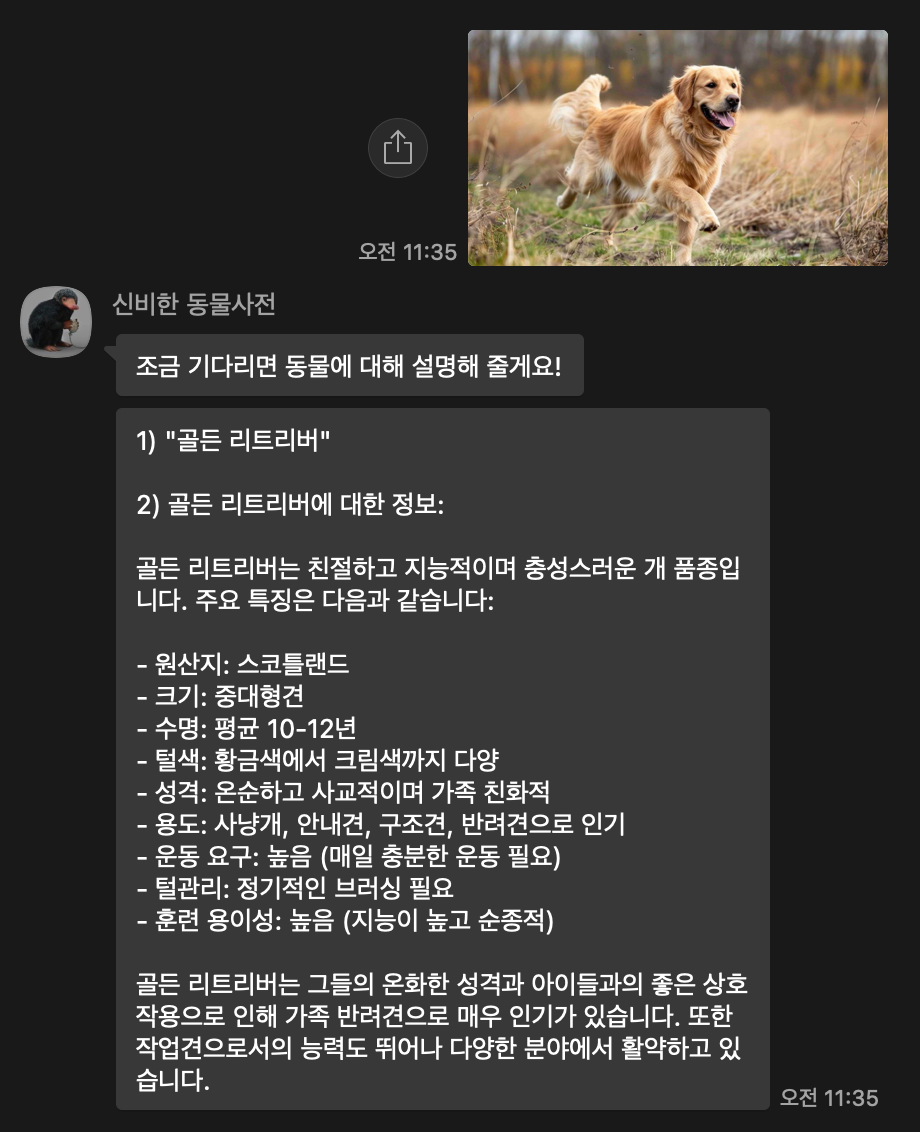 오전 11:35
신비한 동물사전
조금 기다리면 동물에 대해 설명해 줄게요!
1) "골든 리트리버"
2) 골든 리트리버에 대한 정보:
골든 리트리버는 친절하고 지능적이며 충성스러운 개 품종입
니다. 주요 특징은 다음과 같습니다:
- 원산지: 스코틀랜드
- 크기: 중대형견
- 수명: 평균 10-12년
- 털색: 황금색에서 크림색까지 다양
- 성격: 온순하고 사교적이며 가족 친화적
- 용도: 사냥개, 안내견, 구조견, 반려견으로 인기
- 운동 요구: 높음 (매일 충분한 운동 필요)
- 털관리: 정기적인 브러싱 필요
- 훈련 용이성: 높음 (지능이 높고 순종적)
골든 리트리버는 그들의 온화한 성격과 아이들과의 좋은 상호
작용으로 인해 가족 반려견으로 매우 인기가 있습니다. 또한
작업견으로서의 능력도 뛰어나 다양한 분야에서 활약하고 있
습니다.
오전 11:35